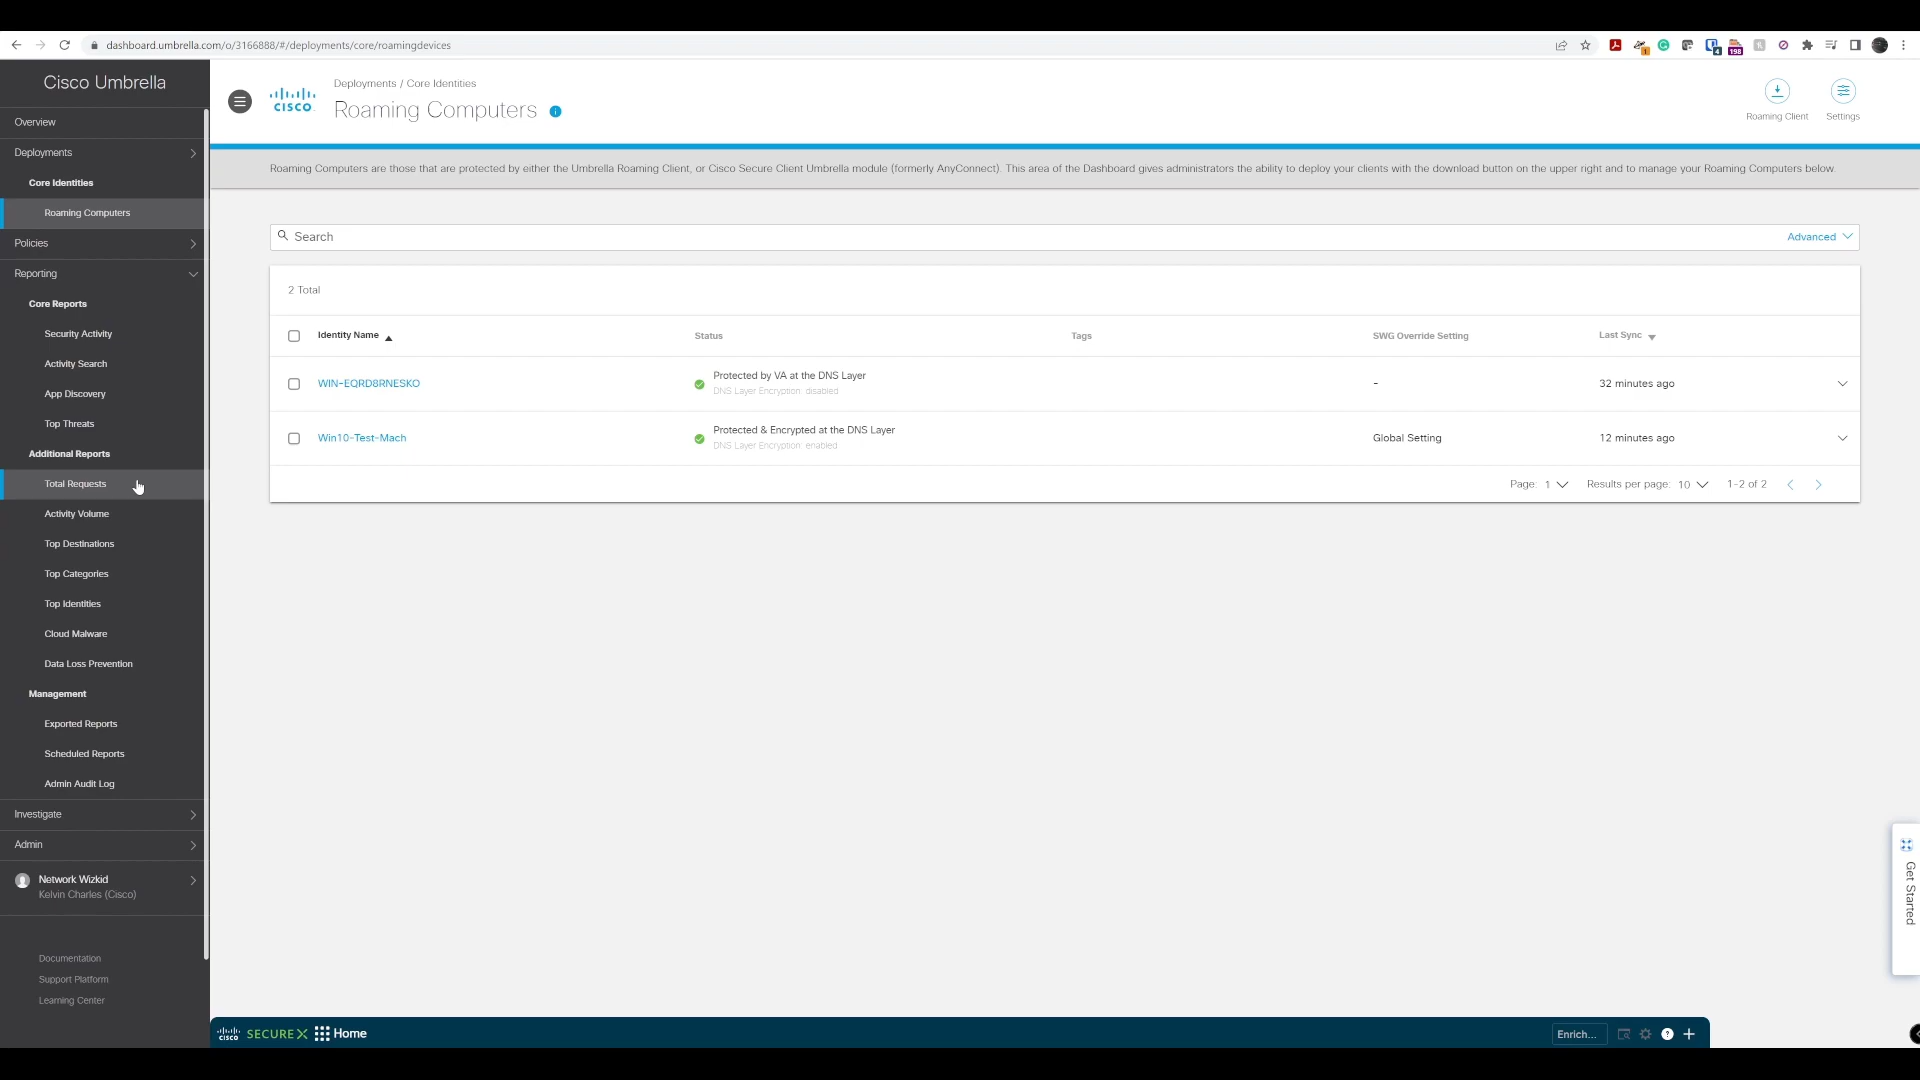 dashboard.umbrella.com/o/3166888/#/deployments/core/roamingdevices
1
4
198
Cisco Umbrella
Overview
Deployments
Core Identities
Roaming Computers
Policies
Reporting
Core Reports
Security Activity
Activity Search
App Discovery
Top Threats
Additional Reports
Total Requests
Activity Volume
Top Destinations
Top Categories
Top Identities
Cloud Malware
Data Loss Prevention
Management
Exported Reports
Scheduled Reports
Admin Audit Log
Investigate
Admin
Network Wizkid
Kelvin Charles (Cisco)
Documentation
Support Platform
Learning Center
CISCO
Deployments / Core Identities
Roaming Computers
Roaming Client
Settings
Roaming Computers are those that are protected by either the Umbrella Roaming Client, or Cisco Secure Client Umbrella module (formerly AnyConnect). This area of the Dashboard gives administrators the ability to deploy your clients with the download button on the upper right and to manage your Roaming Computers below.
Search
Advanced
2 Total
Identity Name Status Tags SWG Override Setting Last Sync
WIN-EQRD8RNESKO Protected by VA at the DNS Layer - 32 minutes ago
DNS Layer Encryption: disabled
Win10-Test-Mach Protected & Encrypted at the DNS Layer Global Setting 12 minutes ago
DNS Layer Encryption: enabled
Page: 1 Results per page: 10 1-2 of 2
Get Started
CISCO SECUREX Home
Enrich...